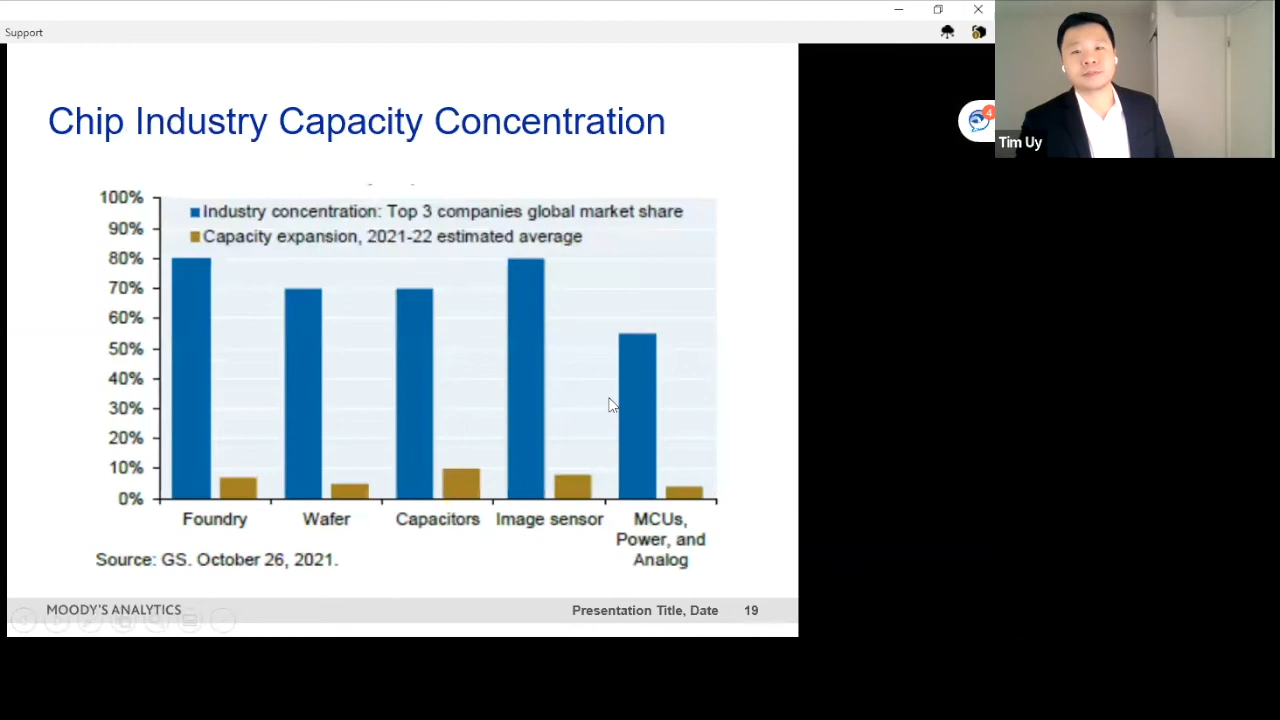 Support
4
Tim Uy
Chip Industry Capacity Concentration
100%
90%
80%
70%
60%
50%
40%
30%
20%
10%
0%
Industry concentration: Top 3 companies global market share
Capacity expansion, 2021-22 estimated average
Foundry
Wafer
Capacitors
Image sensor
MCUs,
Power, and
Analog
Source: GS. October 26, 2021.
MOODY'S ANALYTICS
Presentation Title, Date
19